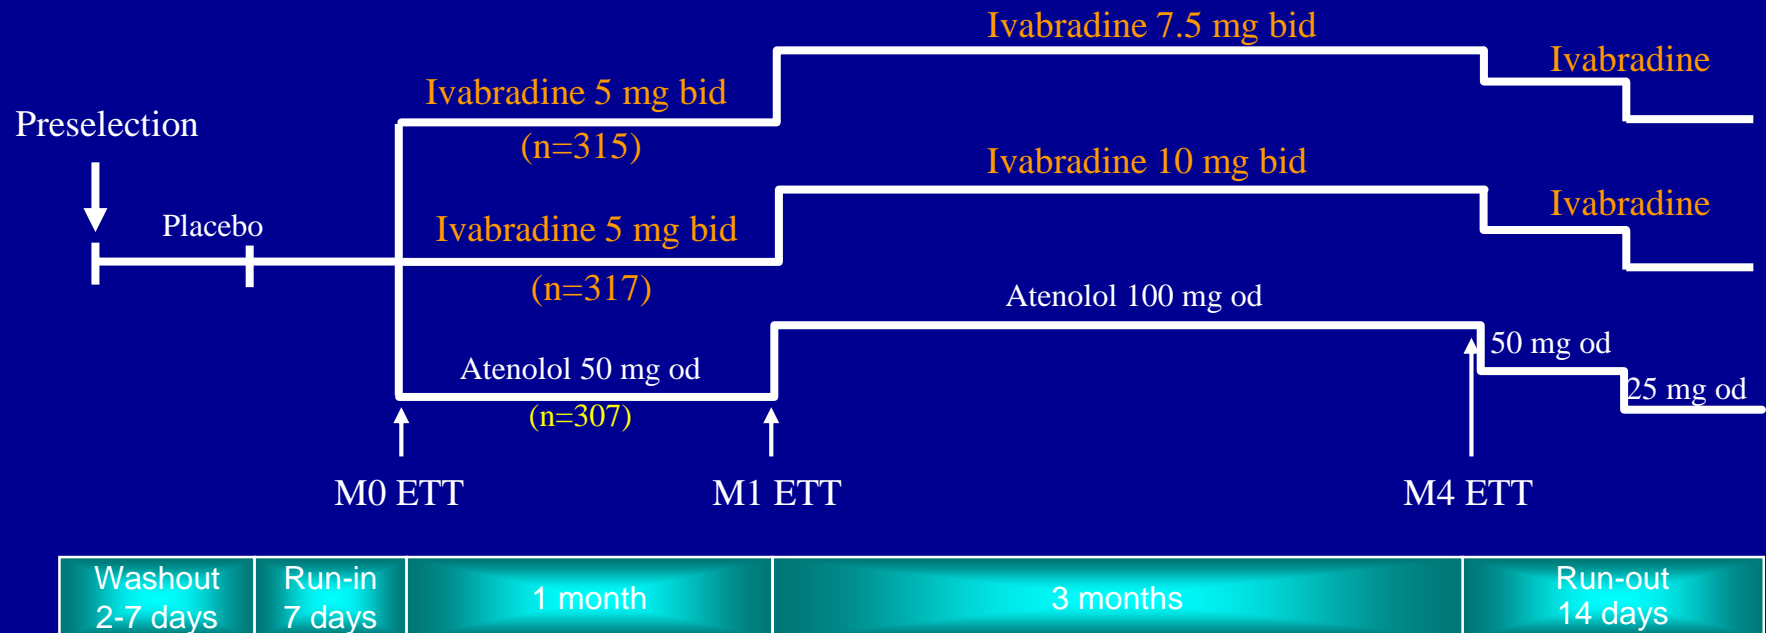 Ivabradine 7.5 mg bid
Ivabradine
Ivabradine 5 mg bid
(n=315)
Preselection
Ivabradine 10 mg bid
Ivabradine
Placebo
Ivabradine 5 mg bid
(n=317)
Atenolol 100 mg od
50 mg od
Atenolol 50 mg od
25 mg od
(n=307)
M0 ETT
M1 ETT
M4 ETT
Washout
2-7 days
Run-in
7 days
1 month
3 months
Run-out
14 days